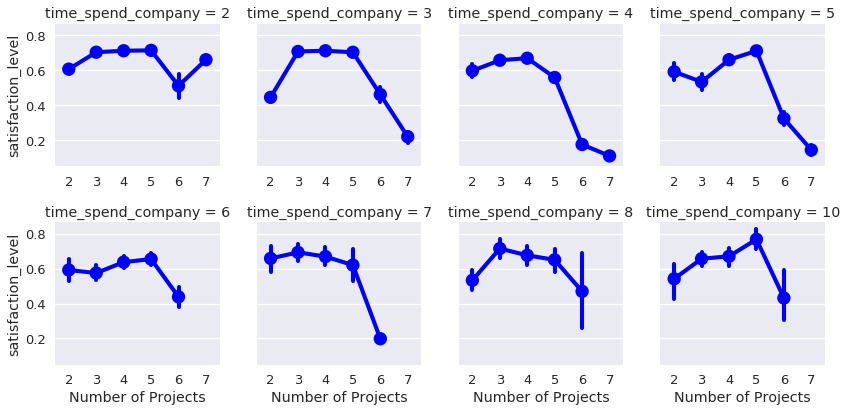 time_spend_company = 2 time_spend_company = 3 time_spend_company = 4 time_spend_company = 5
satisfaction_level
0.8
0.6
0.4
0.2
2 3 4 5 6 7 2 3 4 5 6 7 2 3 4 5 6 7 2 3 4 5 6 7
time_spend_company = 6 time_spend_company = 7 time_spend_company = 8 time_spend_company = 10
satisfaction_level
0.8
0.6
0.4
0.2
2 3 4 5 6 7 2 3 4 5 6 7 2 3 4 5 6 7 2 3 4 5 6 7
Number of Projects Number of Projects Number of Projects Number of Projects